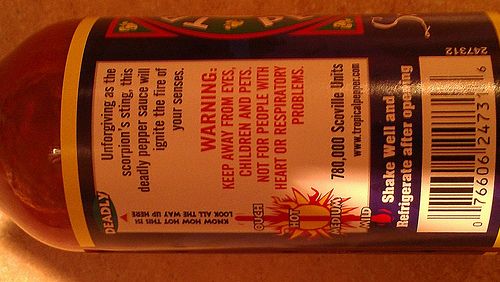 Unforgiving as the
scorpion's sting, this
deadly pepper sauce will
ignite the fire of
your senses.
WARNING:
KEEP AWAY FROM EYES,
CHILDREN AND PETS.
NOT FOR PEOPLE WITH
HEART OR RESPIRATORY
PROBLEMS.
780,000 Scoville Units
www.tropicalpepper.com
Shake Well and
Refrigerate after opening
DEADLY
KNOW HOW HOT THIS IS!
LOOK ALL THE WAY UP HERE
OUCH
HOT
MEDIUM
MILD
0 76606 12473 6
247312